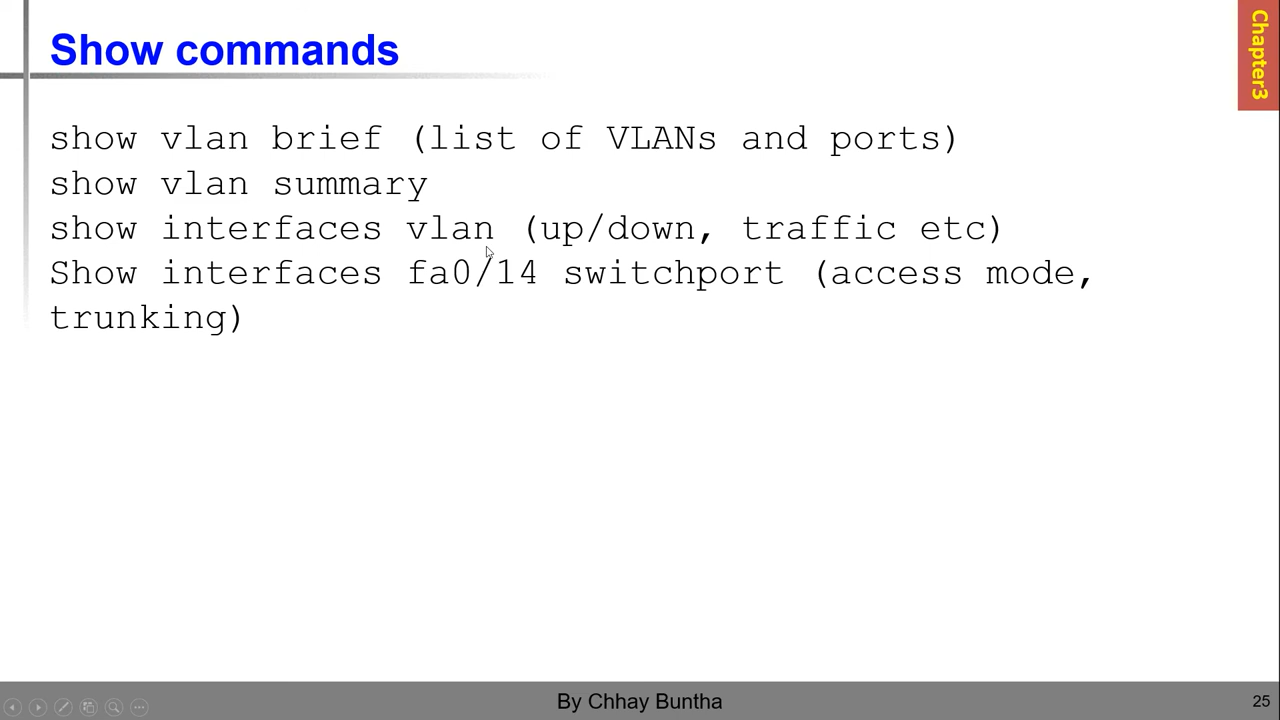 Show commands
Chapter3
show vlan brief (list of VLANs and ports)
show vlan summary
show interfaces vlan (up/down, traffic etc)
Show interfaces fa0/14 switchport (access mode,
trunking)
By Chhay Buntha
25